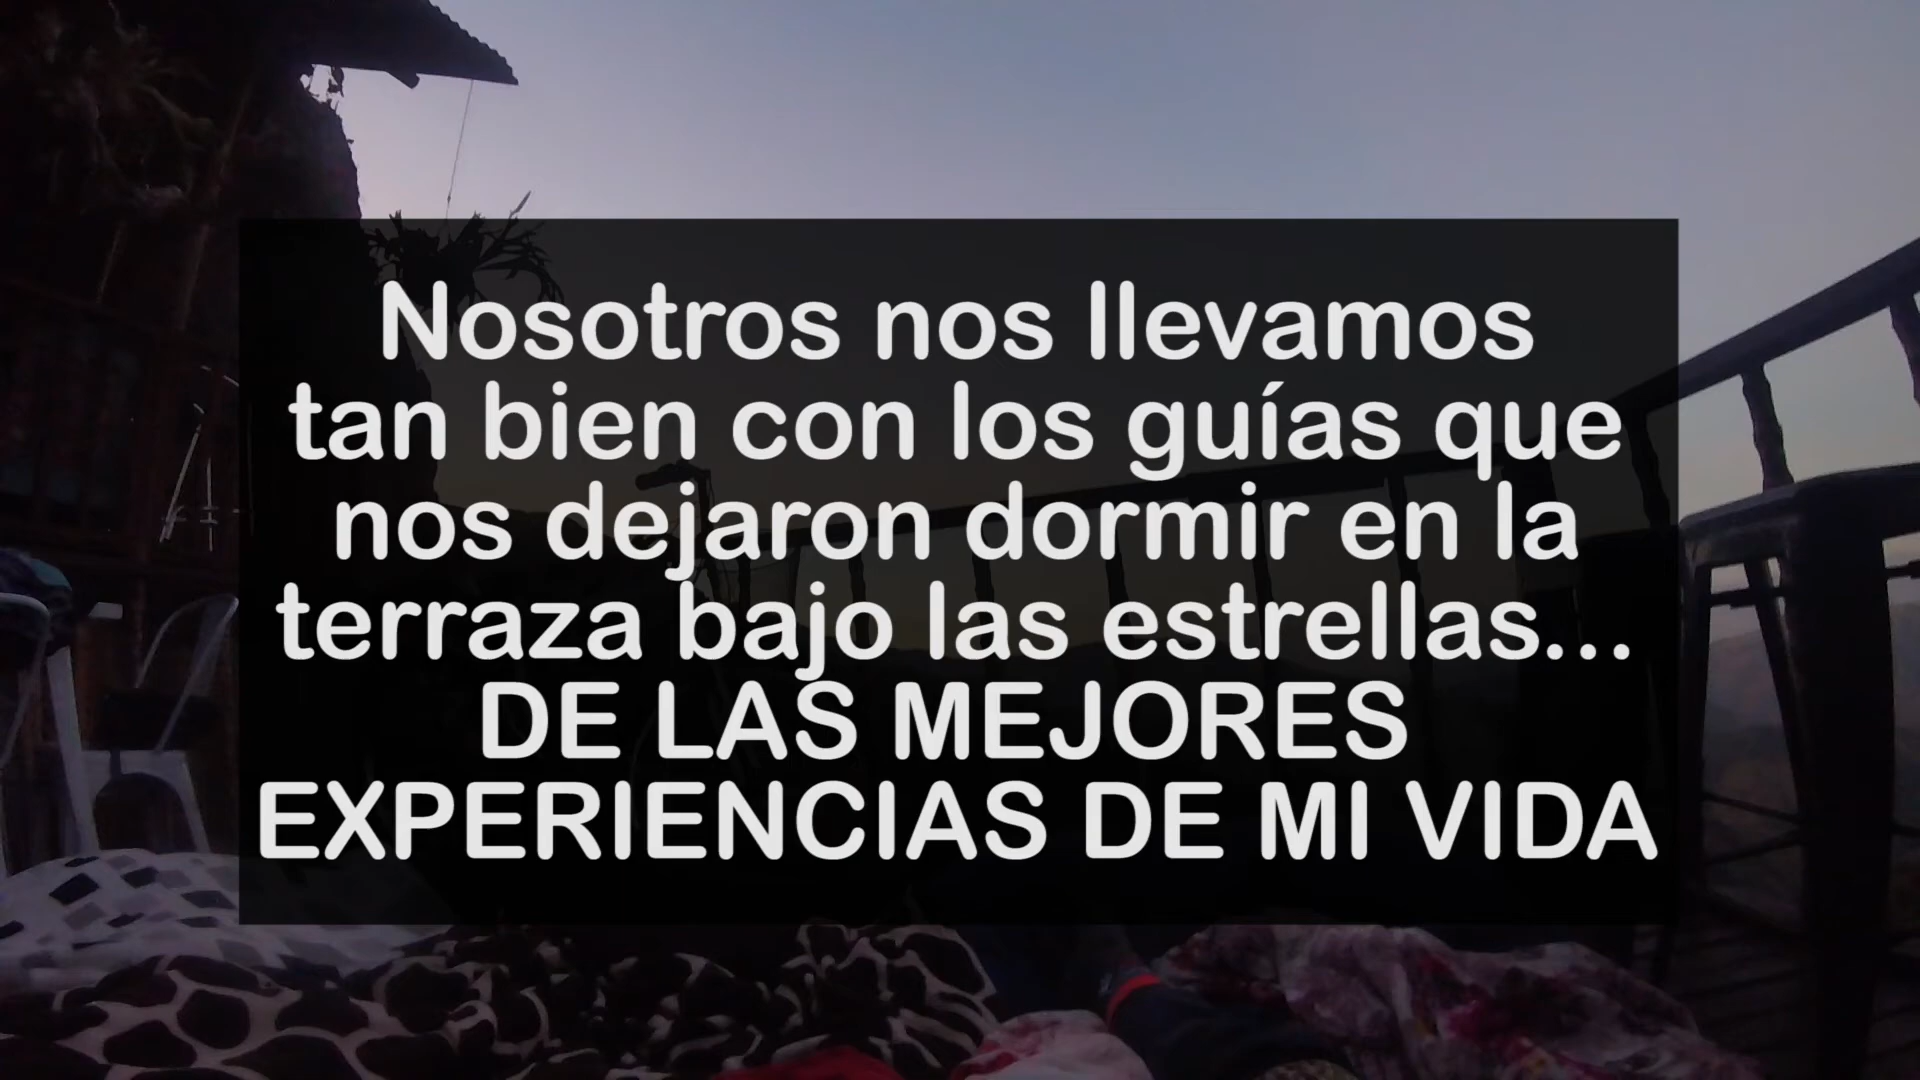 Nosotros nos llevamos
tan bien con los guías que
nos dejaron dormir en la
terraza bajo las estrellas...
DE LAS MEJORES
EXPERIENCIAS DE MI VIDA